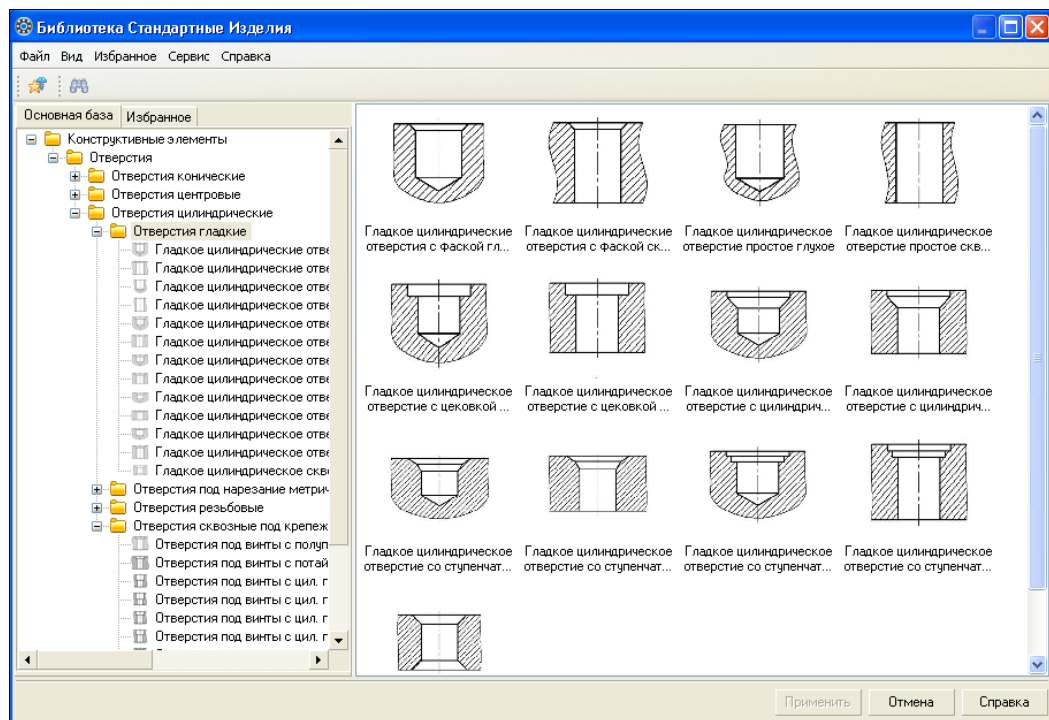 Библиотека Стандартные Изделия
Файл Вид Избранное Сервис Справка
Основная база Избранное
Конструктивные элементы
Отверстия
Отверстия конические
Отверстия центровые
Отверстия цилиндрические
Отверстия гладкие
Гладкое цилиндрические отве
Гладкое цилиндрические отве
Гладкое цилиндрическое отве
Гладкое цилиндрическое отве
Гладкое цилиндрическое отве
Гладкое цилиндрическое отве
Гладкое цилиндрическое отве
Гладкое цилиндрическое отве
Гладкое цилиндрическое отве
Гладкое цилиндрическое отве
Гладкое цилиндрическое отве
Гладкое цилиндрическое отве
Гладкое цилиндрическое скв
Отверстия под нарезание метрич
Отверстия резьбовые
Отверстия сквозные под крепеж
Отверстия под винты с полуп
Отверстия под винты с потай
Отверстия под винты с цил. г
Отверстия под винты с цил. г
Отверстия под винты с цил. г
Отверстия под винты с цил. г
Гладкое цилиндрические
отверстия с фаской гл...
Гладкое цилиндрические
отверстия с фаской ск...
Гладкое цилиндрическое
отверстие простое глухое
Гладкое цилиндрическое
отверстие простое скв...
Гладкое цилиндрическое
отверстие с цековкой ...
Гладкое цилиндрическое
отверстие с цековкой ...
Гладкое цилиндрическое
отверстие с цилиндрич...
Гладкое цилиндрическое
отверстие с цилиндрич...
Гладкое цилиндрическое
отверстие со ступенчат...
Гладкое цилиндрическое
отверстие со ступенчат...
Гладкое цилиндрическое
отверстие со ступенчат...
Гладкое цилиндрическое
отверстие со ступенчат...
Применить Отмена Справка